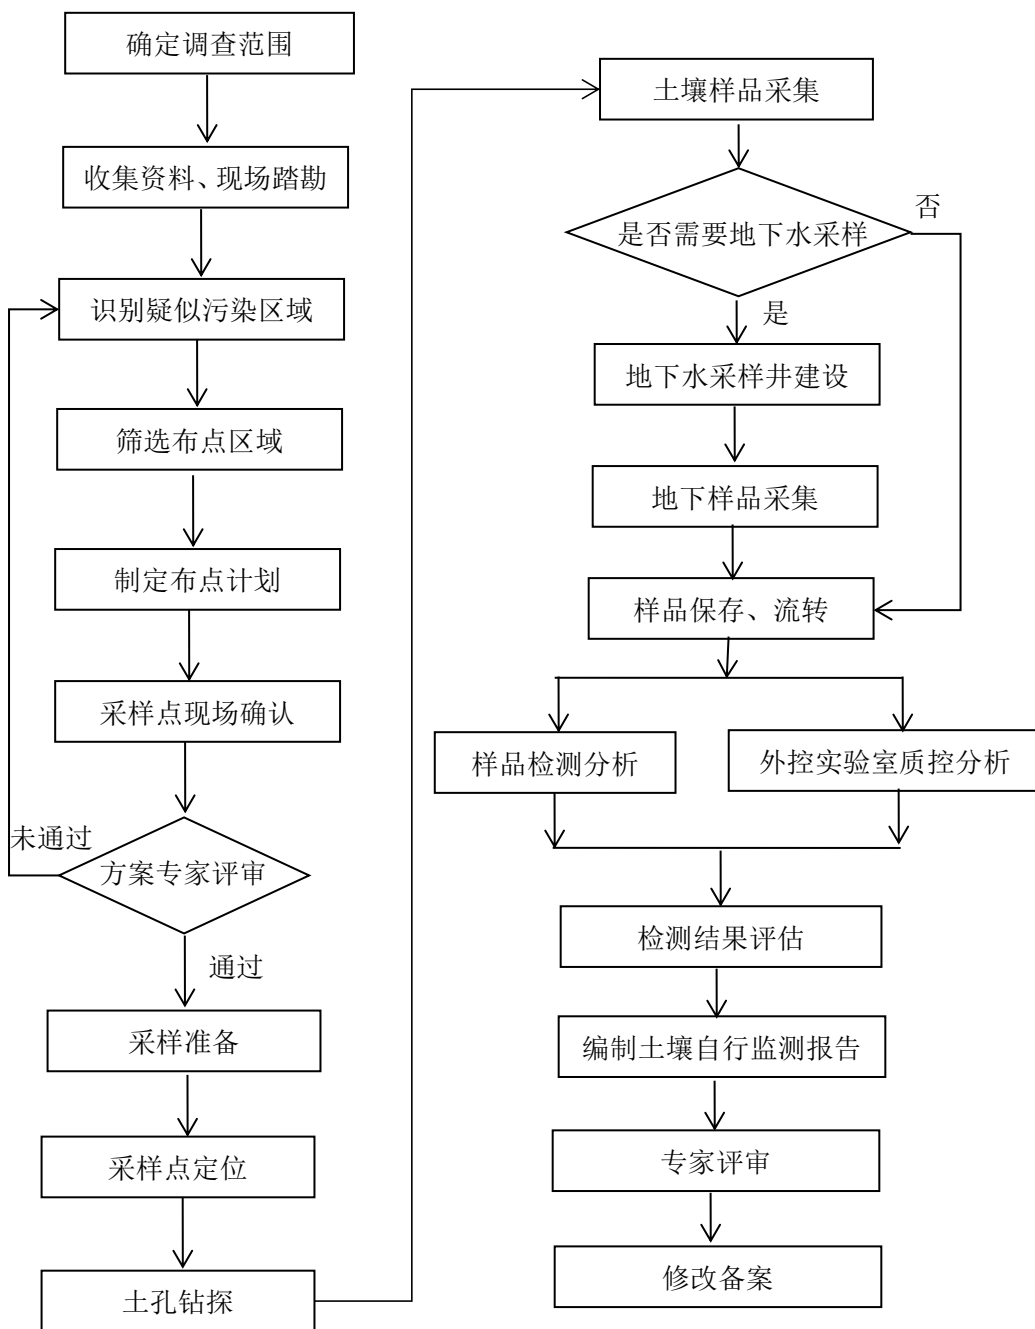 确定调查范围
收集资料、现场踏勘
识别疑似污染区域
筛选布点区域
制定布点计划
采样点现场确认
未通过
方案专家评审
通过
采样准备
采样点定位
土孔钻探
土壤样品采集
否
是否需要地下水采样
是
地下水采样井建设
地下样品采集
样品保存、流转
样品检测分析
外控实验室质控分析
检测结果评估
编制土壤自行监测报告
专家评审
修改备案